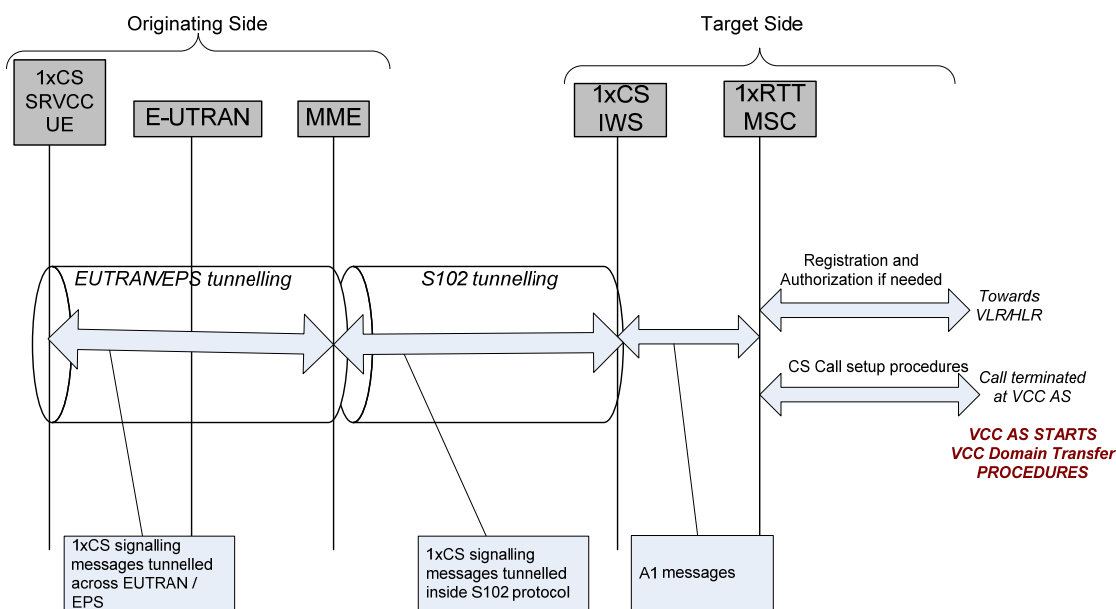 Originating Side
Target Side
1xCS
SRVCC
UE
E-UTRAN
MME
1xCS
IWS
1xRTT
MSC
EUTRAN/EPS tunnelling
S102 tunnelling
Registration and
Authorization if needed
Towards
VLR/HLR
CS Call setup procedures
Call terminated
at VCC AS
VCC AS STARTS
VCC Domain Transfer
PROCEDURES
1xCS signalling
messages tunnelled
across EUTRAN /
EPS
1xCS signalling
messages tunnelled
inside S102 protocol
A1 messages